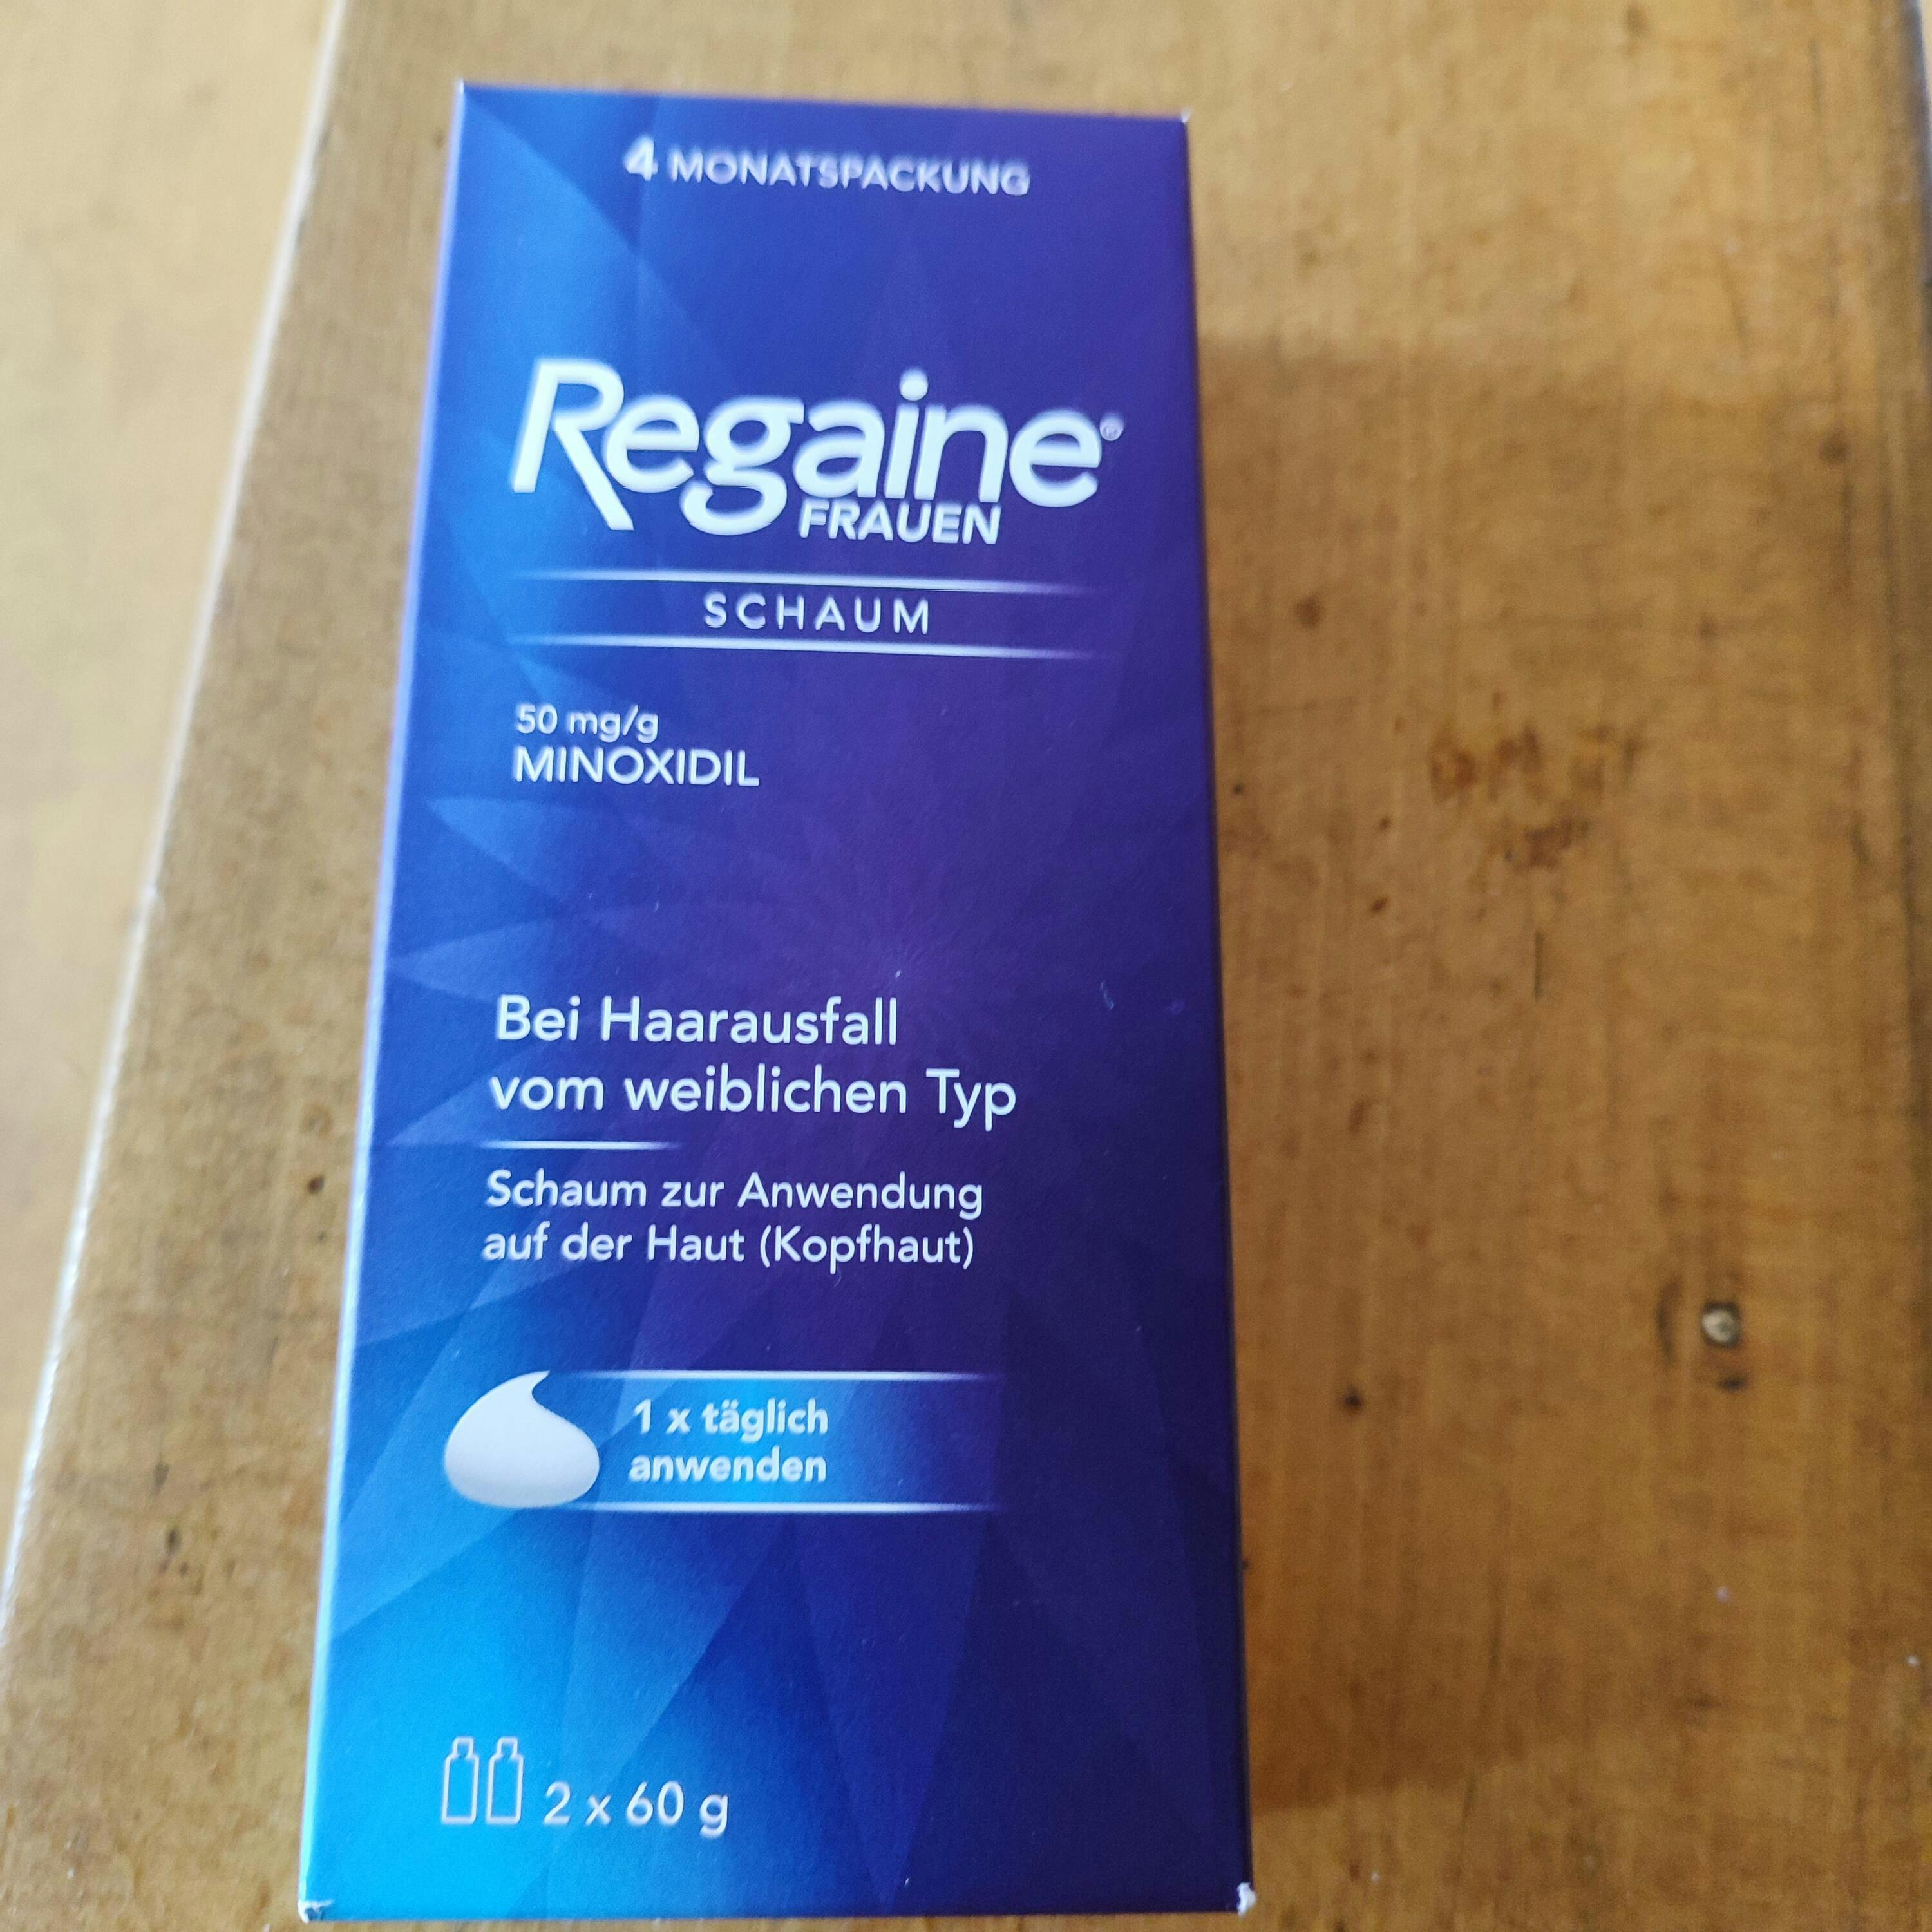 4 MONATSPACKUNG
Regaine®
FRAUEN
SCHAUM
50 mg/g
MINOXIDIL
Bei Haarausfall
vom weiblichen Typ
Schaum zur Anwendung
auf der Haut (Kopfhaut)
1 x täglich
anwenden
2 x 60 g